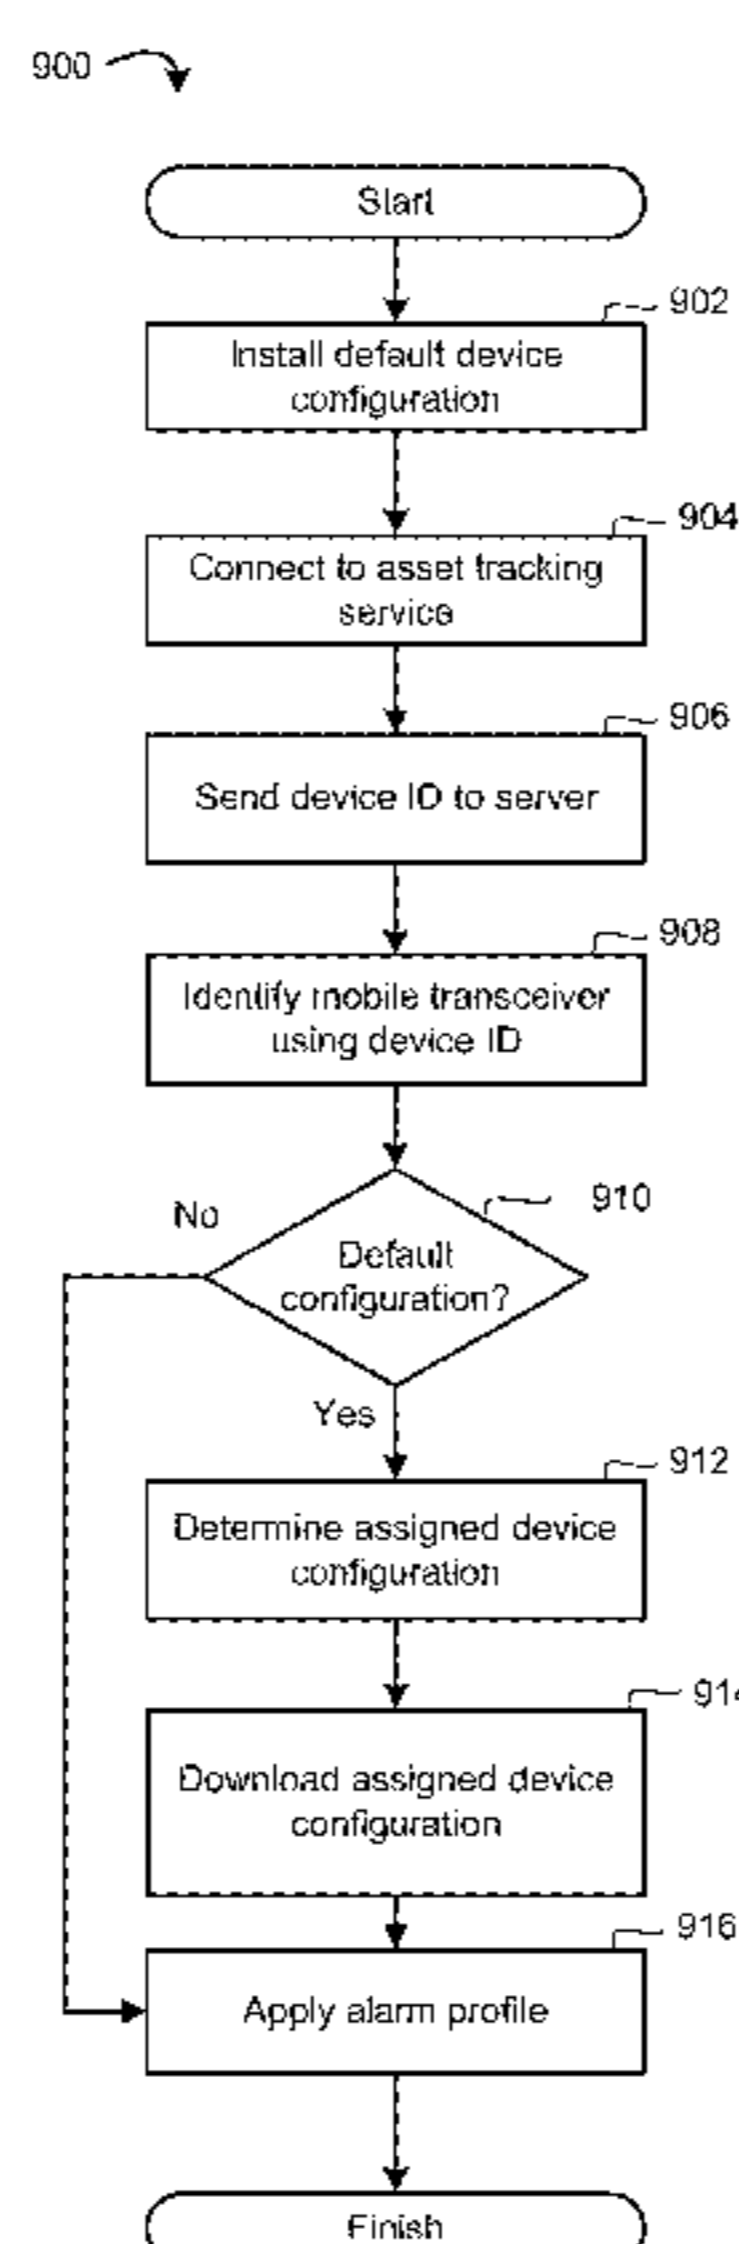 900
Start
902
Install default device
configuration
904
Connect to asset tracking
service
906
Send device ID to server
908
Identify mobile transceiver
using device ID
No
910
Default
configuration?
Yes
912
Determine assigned device
configuration
914
Download assigned device
configuration
916
Apply alarm profile
Finish